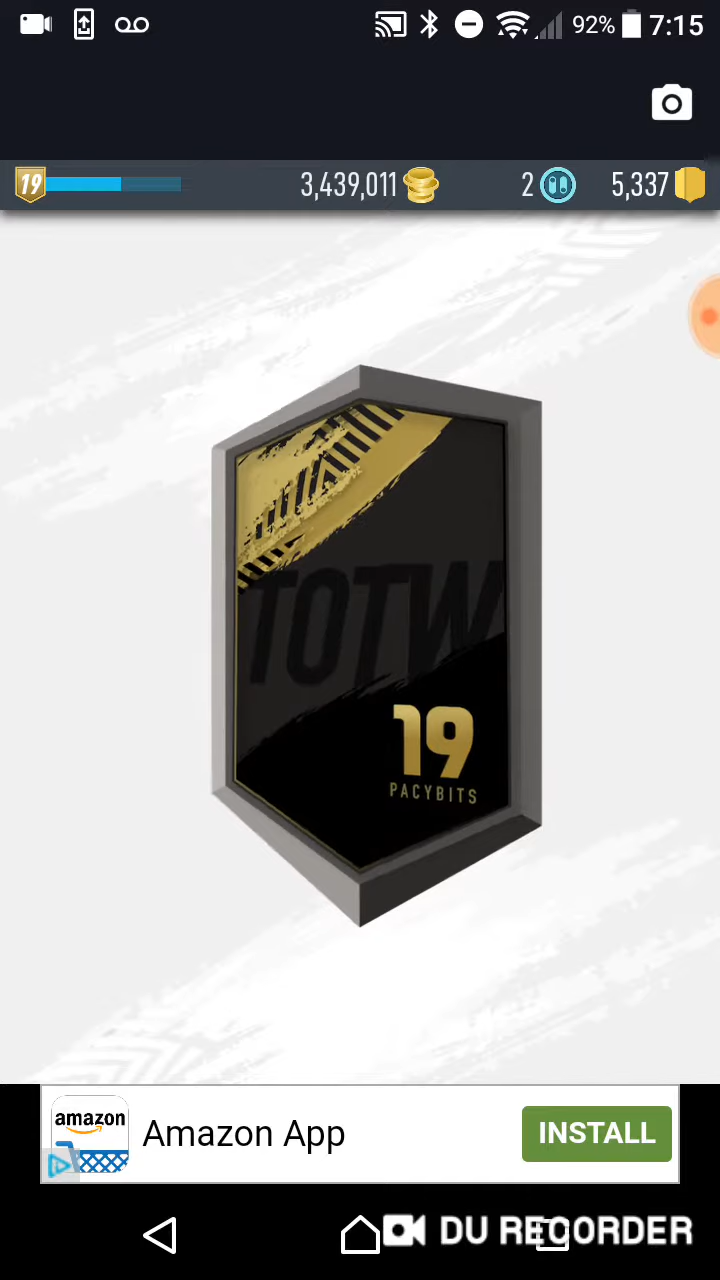 92% 7:15
19 3,439,011 2 5,337
TOTW
19
PACYBITS
amazon
Amazon App
INSTALL
DU RECORDER